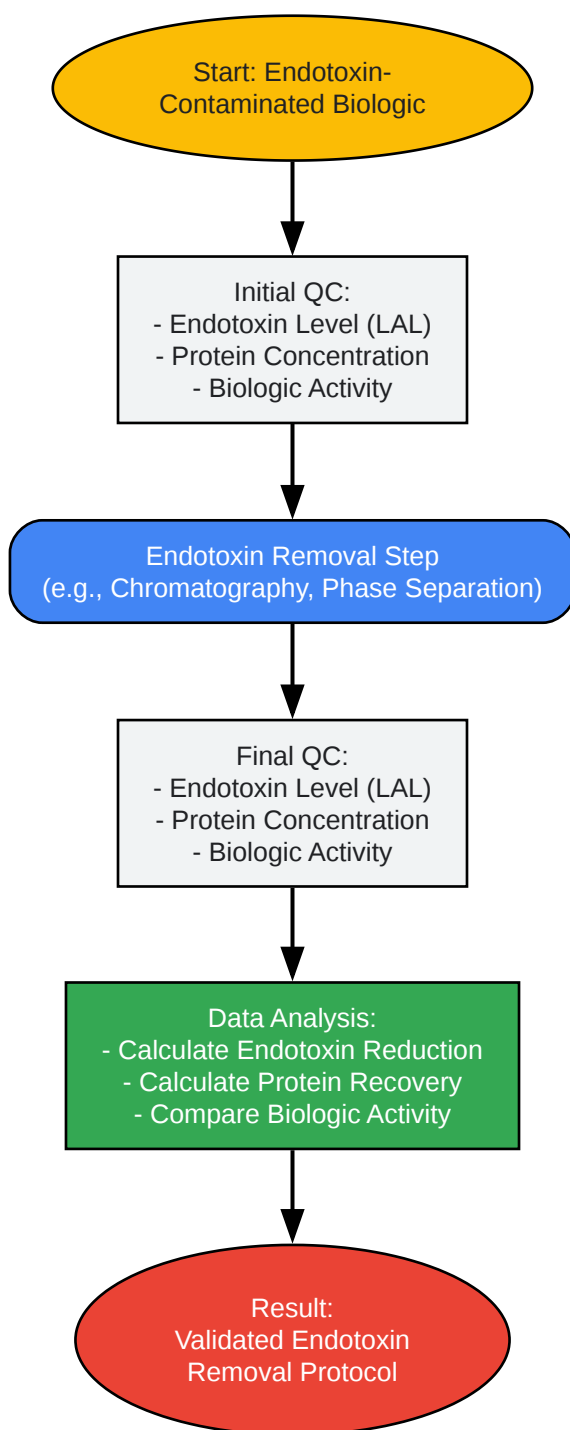 Start: Endotoxin-
Contaminated Biologic
Initial QC:
- Endotoxin Level (LAL)
- Protein Concentration
- Biologic Activity
Endotoxin Removal Step
(e.g., Chromatography, Phase Separation)
Final QC:
- Endotoxin Level (LAL)
- Protein Concentration
- Biologic Activity
Data Analysis:
- Calculate Endotoxin Reduction
- Calculate Protein Recovery
- Compare Biologic Activity
Result:
Validated Endotoxin
Removal Protocol